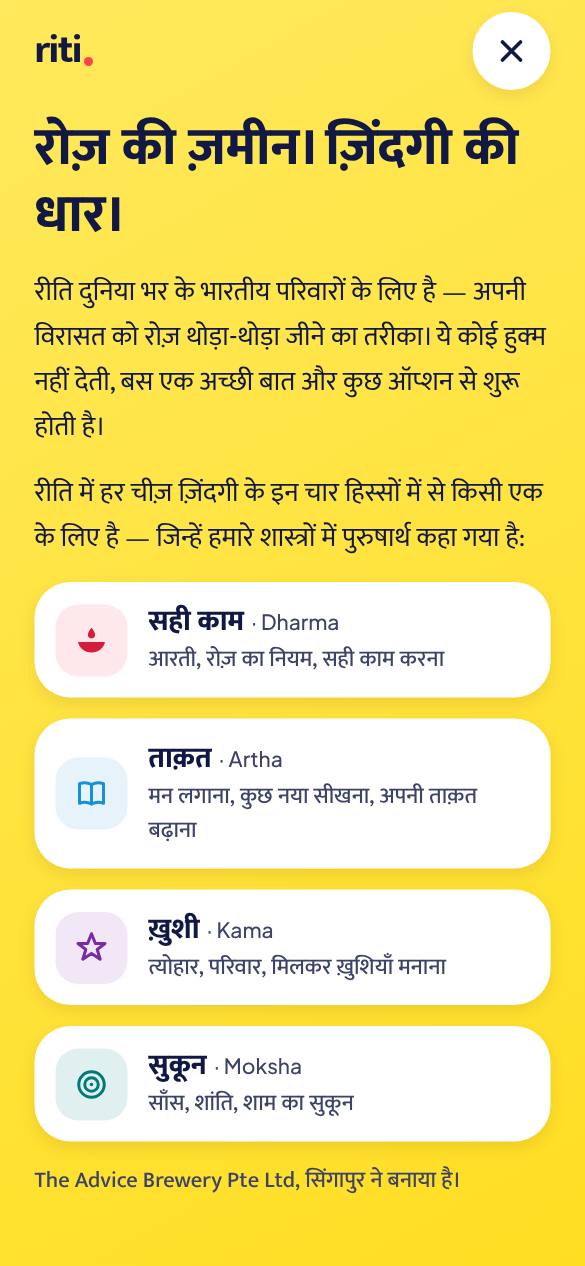 riti.
रोज़ की ज़मीन। ज़िंदगी की
धार।
रीति दुनिया भर के भारतीय परिवारों के लिए है — अपनी
विरासत को रोज़ थोड़ा-थोड़ा जीने का तरीका। ये कोई हुक्म
नहीं देती, बस एक अच्छी बात और कुछ ऑप्शन से शुरू
होती है।
रीति में हर चीज़ ज़िंदगी के इन चार हिस्सों में से किसी एक
के लिए है — जिन्हें हमारे शास्त्रों में पुरुषार्थ कहा गया है:
सही काम · Dharma
आरती, रोज़ का नियम, सही काम करना
ताक़त · Artha
मन लगाना, कुछ नया सीखना, अपनी ताक़त
बढ़ाना
ख़ुशी · Kama
त्योहार, परिवार, मिलकर ख़ुशियाँ मनाना
सुकून · Moksha
साँस, शांति, शाम का सुकून
The Advice Brewery Pte Ltd, सिंगापुर ने बनाया है।